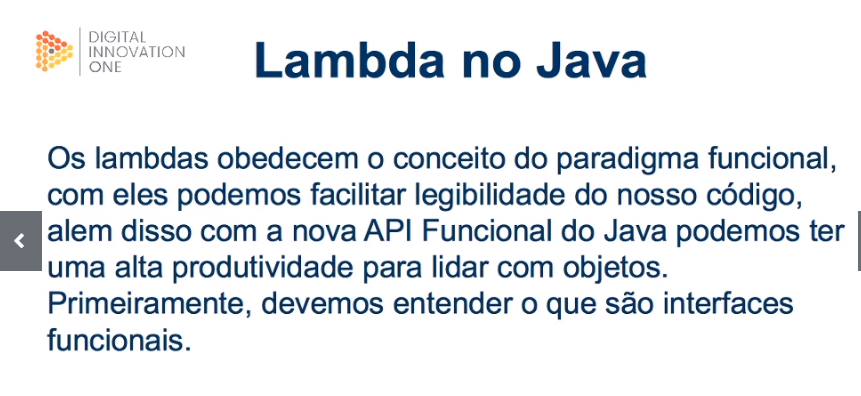 DIGITAL
INNOVATION
ONE
Lambda no Java
Os lambdas obedecem o conceito do paradigma funcional,
com eles podemos facilitar legibilidade do nosso código,
alem disso com a nova API Funcional do Java podemos ter
uma alta produtividade para lidar com objetos.
Primeiramente, devemos entender o que são interfaces
funcionais.